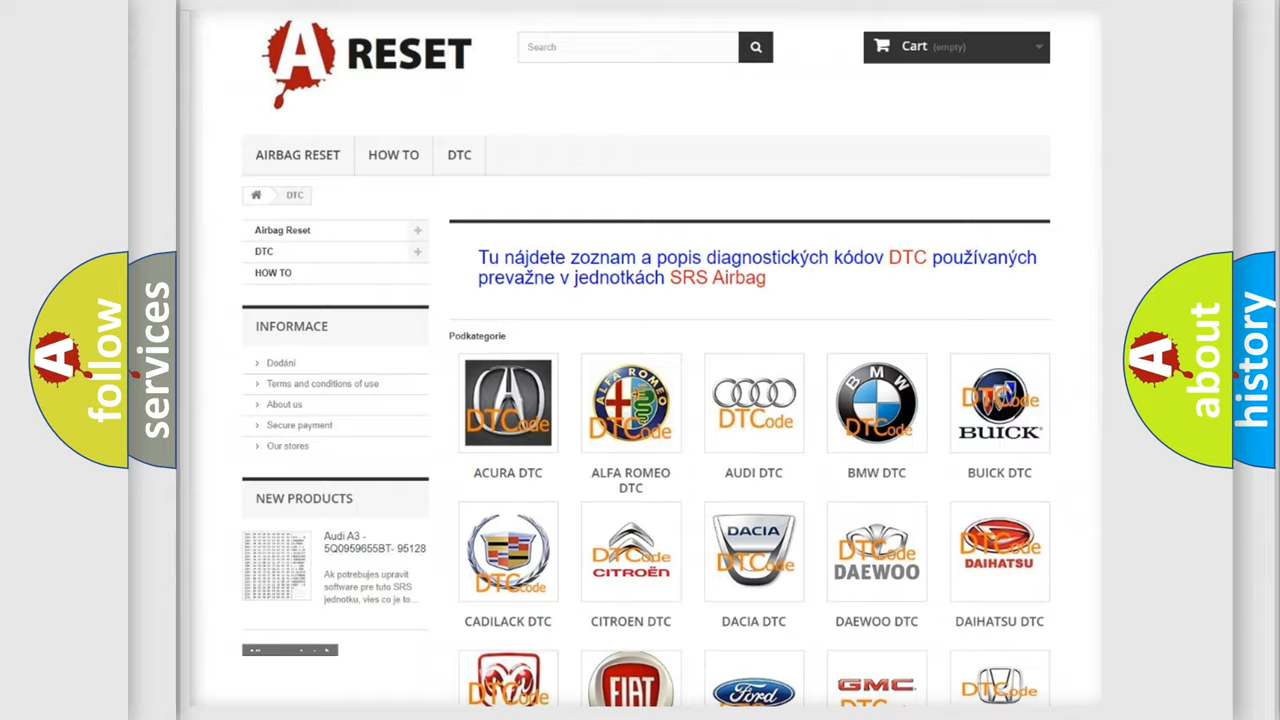 A RESET
Search
Cart (empty)
AIRBAG RESET
HOW TO
DTC
DTC
Airbag Reset
DTC
HOW TO
INFORMACE
Dodání
Terms and conditions of use
About us
Secure payment
Our stores
NEW PRODUCTS
Audi A3 -
5Q0959655BT- 95128
Ak potrebujes upravit
software pre tuto SRS
jednotku, vies co je to...
Tu nájdete zoznam a popis diagnostických kódov DTC používaných
prevažne v jednotkách SRS Airbag
Podkategorie
DTCode
ALFA ROMEO
DTCode
DTCode
BMW
DTCode
DTCode
BUICK
ACURA DTC
ALFA ROMEO
DTC
AUDI DTC
BMW DTC
BUICK DTC
DTCode
DTCode
CITROËN
DACIA
DTCode
DTCode
DAEWOO
DTCode
DAIHATSU
CADILACK DTC
CITROEN DTC
DACIA DTC
DAEWOO DTC
DAIHATSU DTC
DTCode
FIAT
Ford
GMC
DTCode
A follow
services
A about
history